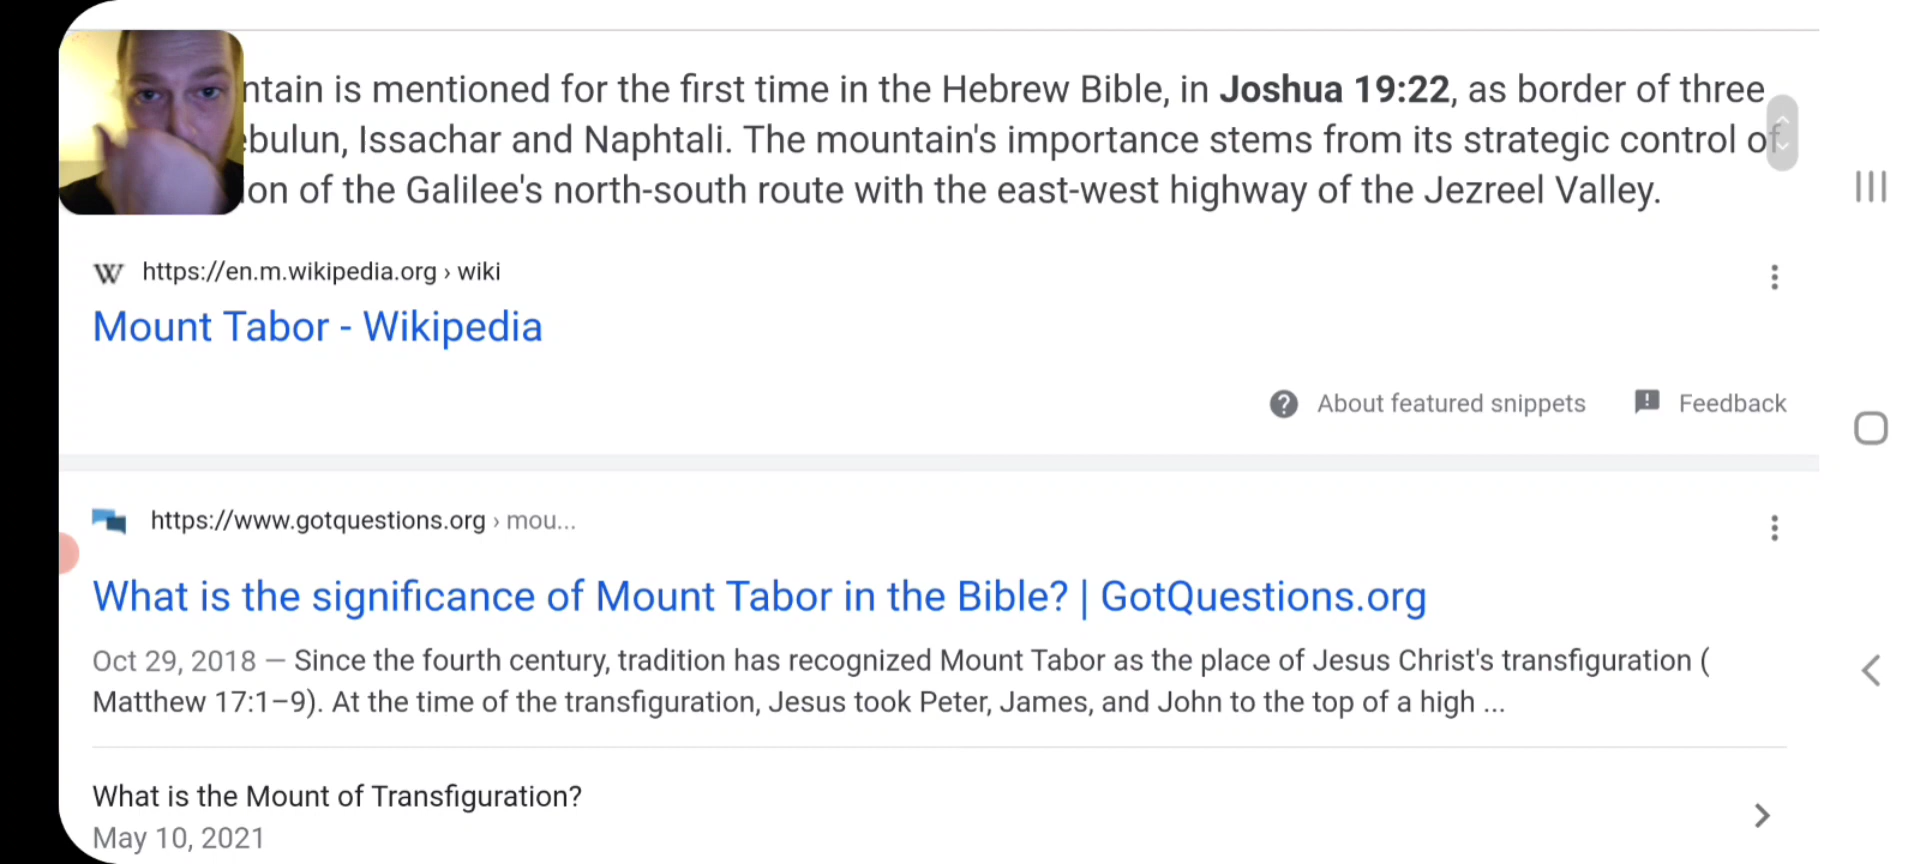 ntain is mentioned for the first time in the Hebrew Bible, in Joshua 19:22, as border of three
bulun, Issachar and Naphtali. The mountain's importance stems from its strategic control of
ion of the Galilee's north-south route with the east-west highway of the Jezreel Valley.
W https://en.m.wikipedia.org › wiki
Mount Tabor - Wikipedia
About featured snippets Feedback
https://www.gotquestions.org › mou...
What is the significance of Mount Tabor in the Bible? | GotQuestions.org
Oct 29, 2018 — Since the fourth century, tradition has recognized Mount Tabor as the place of Jesus Christ's transfiguration (
Matthew 17:1–9). At the time of the transfiguration, Jesus took Peter, James, and John to the top of a high ...
What is the Mount of Transfiguration?
May 10, 2021